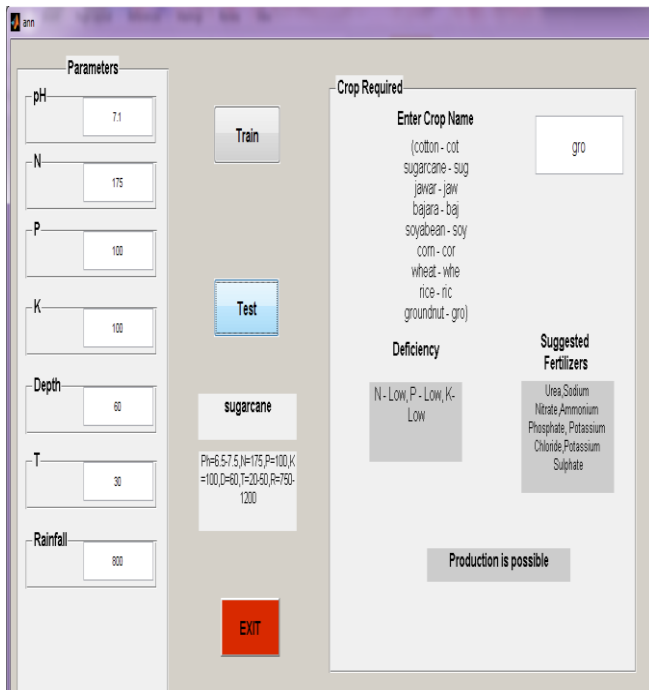 ann
Parameters
pH
7.1
N
175
P
100
K
100
Depth
60
T
30
Rainfall
800
Train
Test
sugarcane
Ph=6.5-7.5,N=175,P=100,K
=100,D=60,T=20-50,R=750-
1200
EXIT
Crop Required
Enter Crop Name
(cotton - cot
sugarcane - sug
jawar - jaw
bajara - baj
soyabean - soy
corn - cor
wheat - whe
rice - ric
groundnut - gro)
gro
Deficiency
N - Low, P - Low, K-
Low
Suggested
Fertilizers
Urea,Sodium
Nitrate,Ammonium
Phosphate, Potassium
Chloride,Potassium
Sulphate
Production is possible